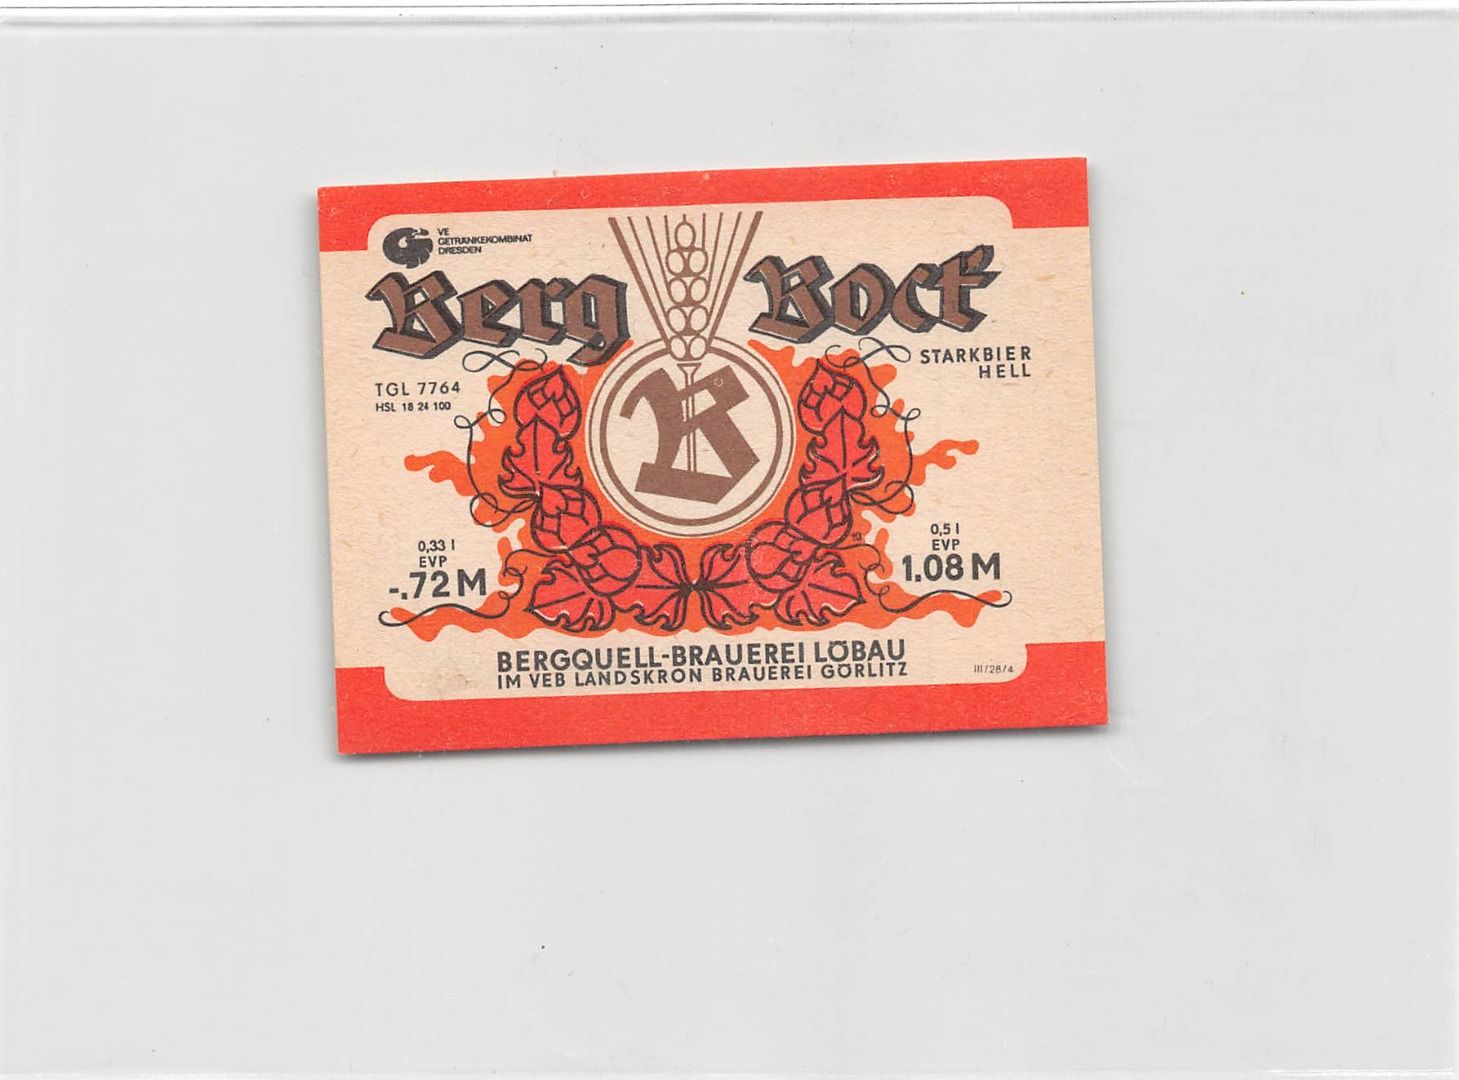 VE
GETRÄNKEKOMBINAT
DRESDEN
Berg Bock
STARKBIER
HELL
TGL 7764
HSL 18 24 100
B
0,33 l
EVP
-.72 M
0,5 l
EVP
1.08 M
BERGQUELL-BRAUEREI LÖBAU
IM VEB LANDSKRON BRAUEREI GÖRLITZ
III/28/4